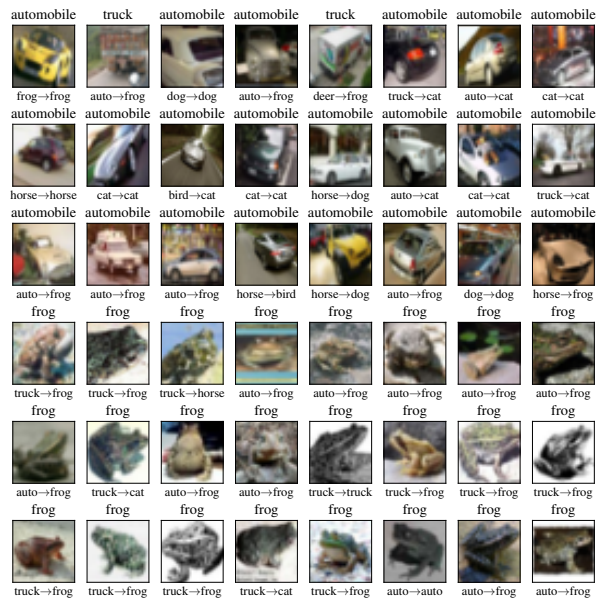 automobile truck automobile automobile truck automobile automobile automobile
frog→frog auto→frog dog→dog auto→frog deer→frog truck→cat auto→cat cat→cat
automobile automobile automobile automobile automobile automobile automobile automobile
horse→horse cat→cat bird→cat cat→cat horse→dog auto→cat cat→cat truck→cat
automobile automobile automobile automobile automobile automobile automobile automobile
auto→frog auto→frog auto→frog horse→bird horse→dog auto→frog dog→dog horse→frog
frog frog frog frog frog frog frog frog
truck→frog truck→frog truck→horse auto→frog auto→frog auto→frog auto→frog auto→frog
frog frog frog frog frog frog frog frog
auto→frog truck→cat auto→frog auto→frog truck→truck truck→frog truck→frog truck→frog
frog frog frog frog frog frog frog frog
truck→frog truck→frog truck→frog truck→cat truck→frog auto→auto auto→frog auto→frog